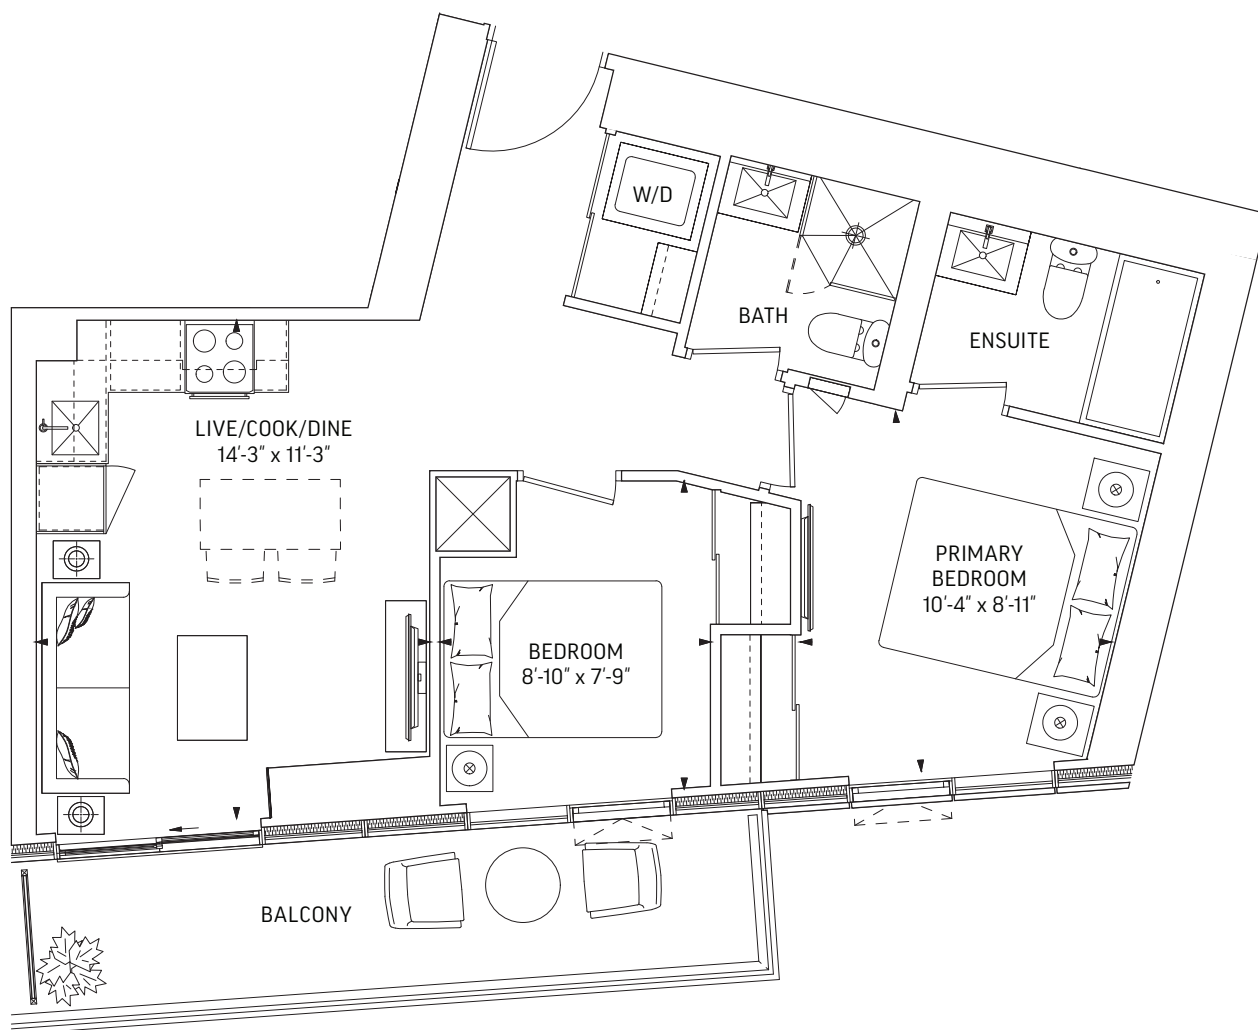 W/D
BATH
ENSUITE
LIVE/COOK/DINE
14'-3" x 11'-3"
PRIMARY
BEDROOM
10'-4" x 8'-11"
BEDROOM
8'-10" x 7'-9"
BALCONY